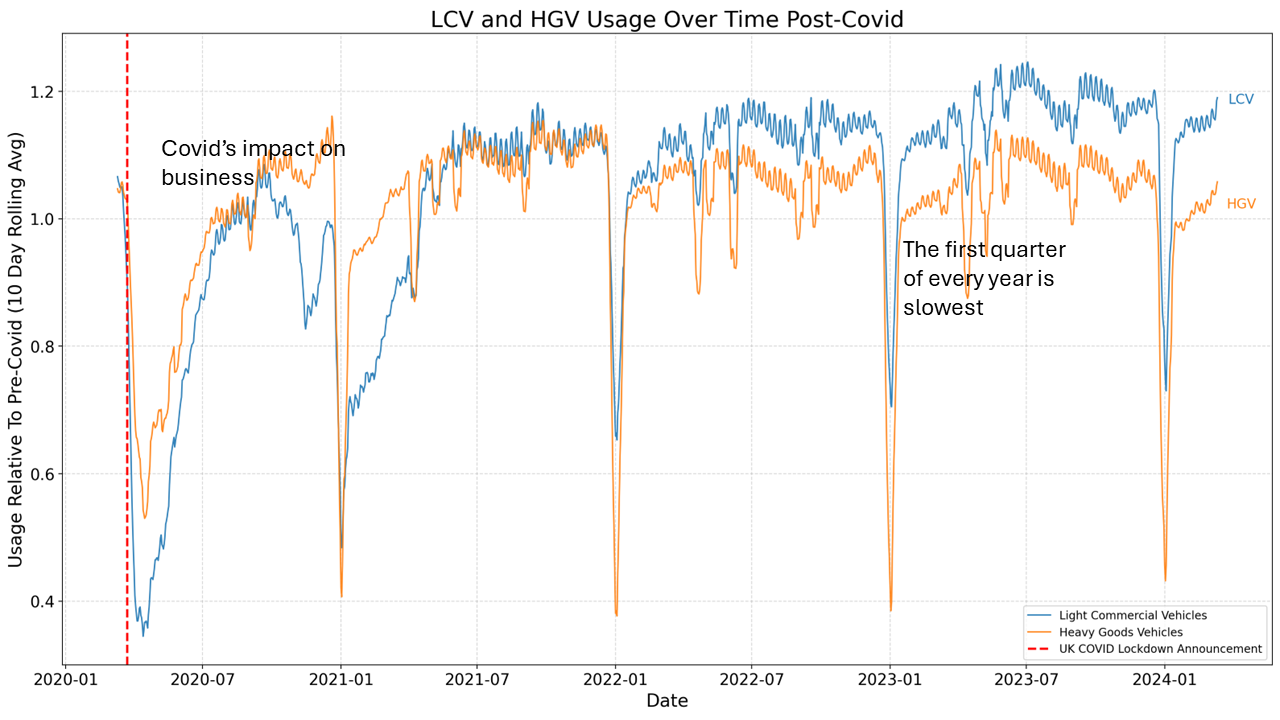 LCV and HGV Usage Over Time Post-Covid
Usage Relative To Pre-Covid (10 Day Rolling Avg)
1.2
1.0
0.8
0.6
0.4
Covid's impact on
business
LCV
HGV
The first quarter
of every year is
slowest
Light Commercial Vehicles
Heavy Goods Vehicles
UK COVID Lockdown Announcement
2020-01 2020-07 2021-01 2021-07 2022-01 2022-07 2023-01 2023-07 2024-01
Date